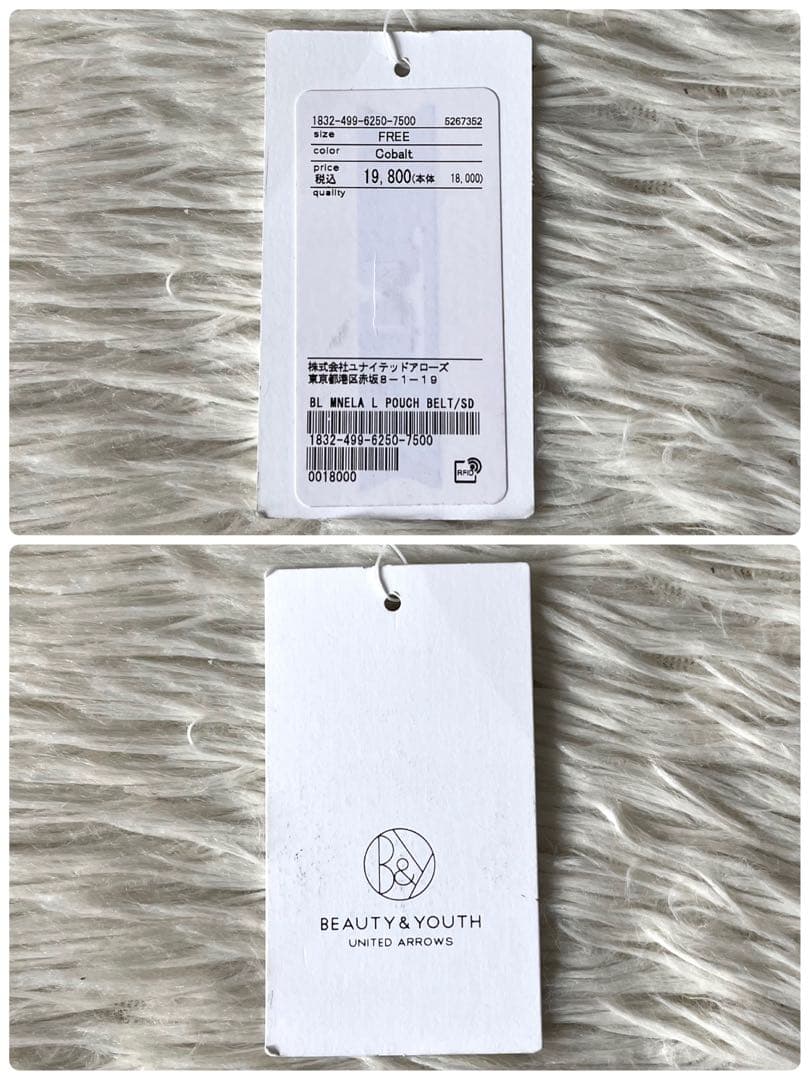 1832-499-6250-7500 5267352
size FREE
color Cobalt
price
税込 19,800(本体 18,000)
quality
株式会社ユナイテッドアローズ
東京都港区赤坂8-1-19
BL MNELA L POUCH BELT/SD
1832-499-6250-7500
0018000
RFID
B&Y
BEAUTY&YOUTH
UNITED ARROWS